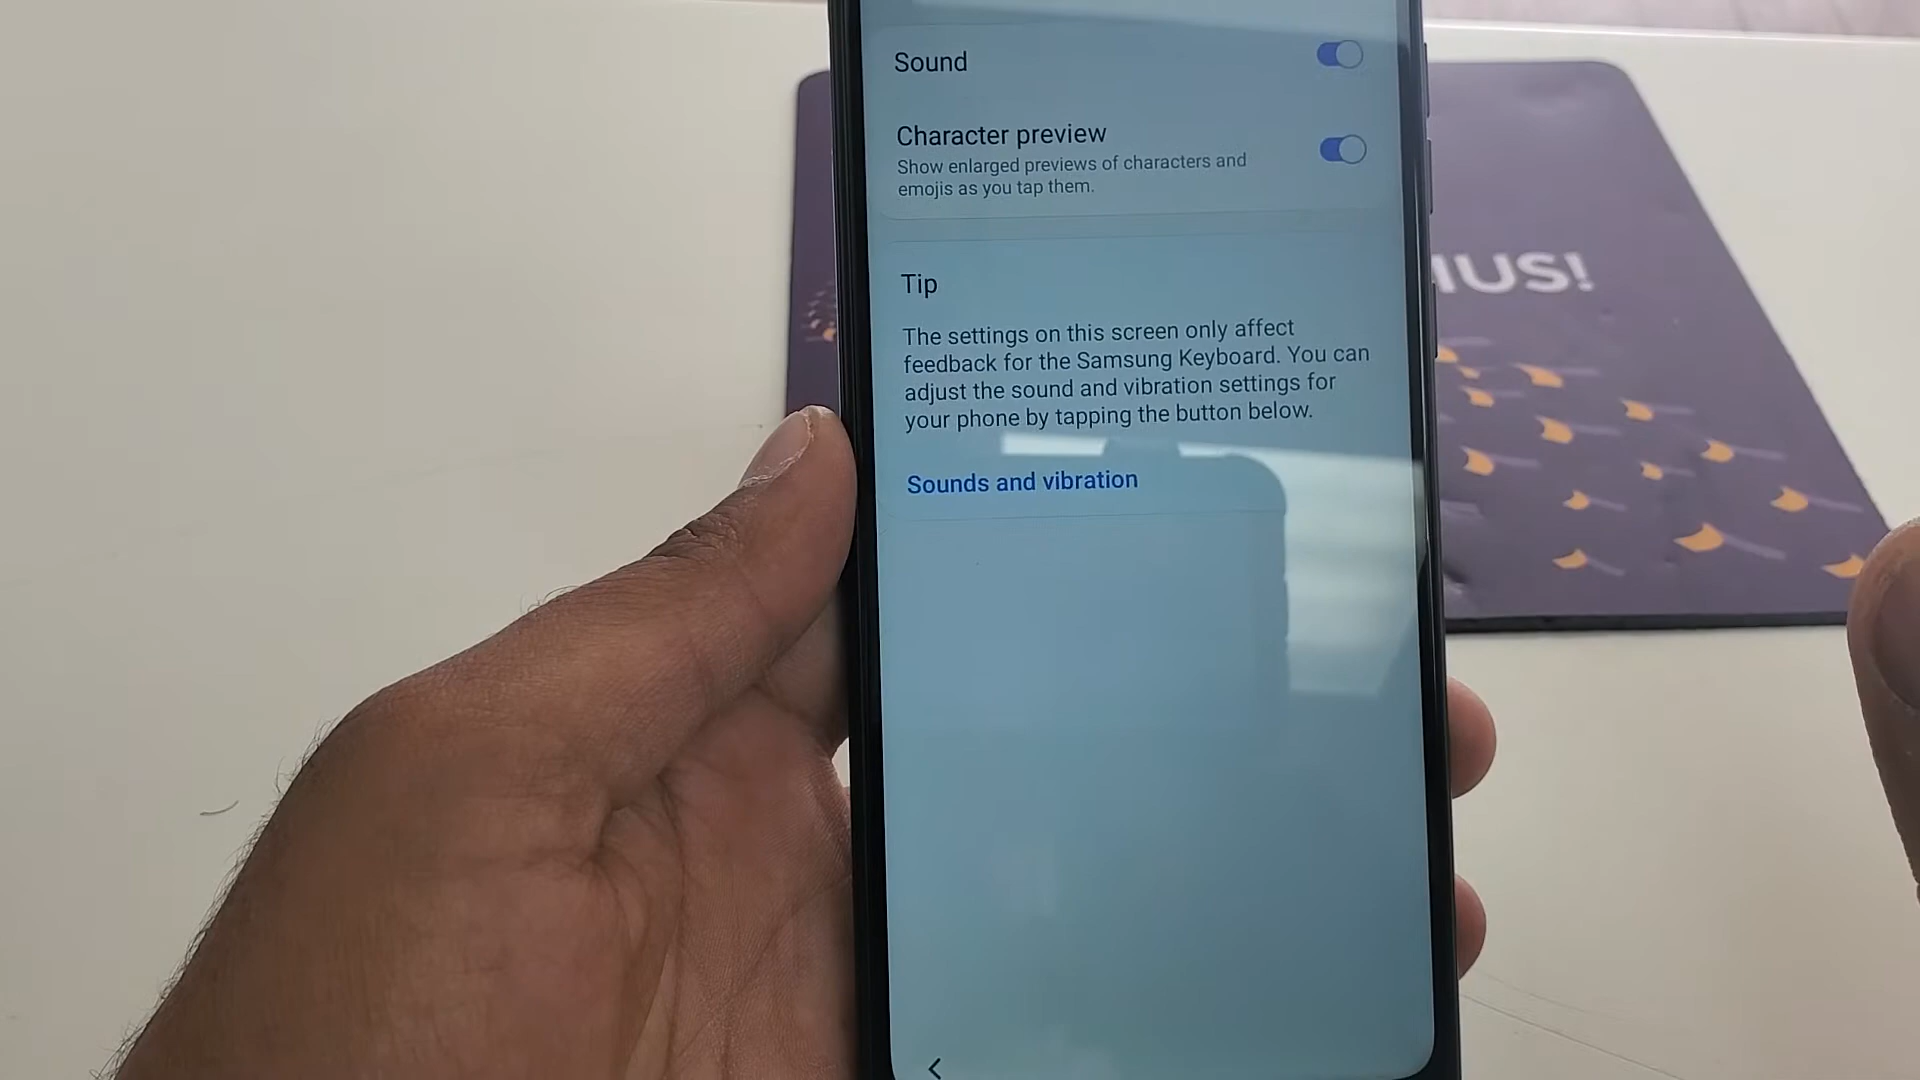 Sound
Character preview
Show enlarged previews of characters and
emojis as you tap them.
IUS!
Tip
The settings on this screen only affect
feedback for the Samsung Keyboard. You can
adjust the sound and vibration settings for
your phone by tapping the button below.
Sounds and vibration